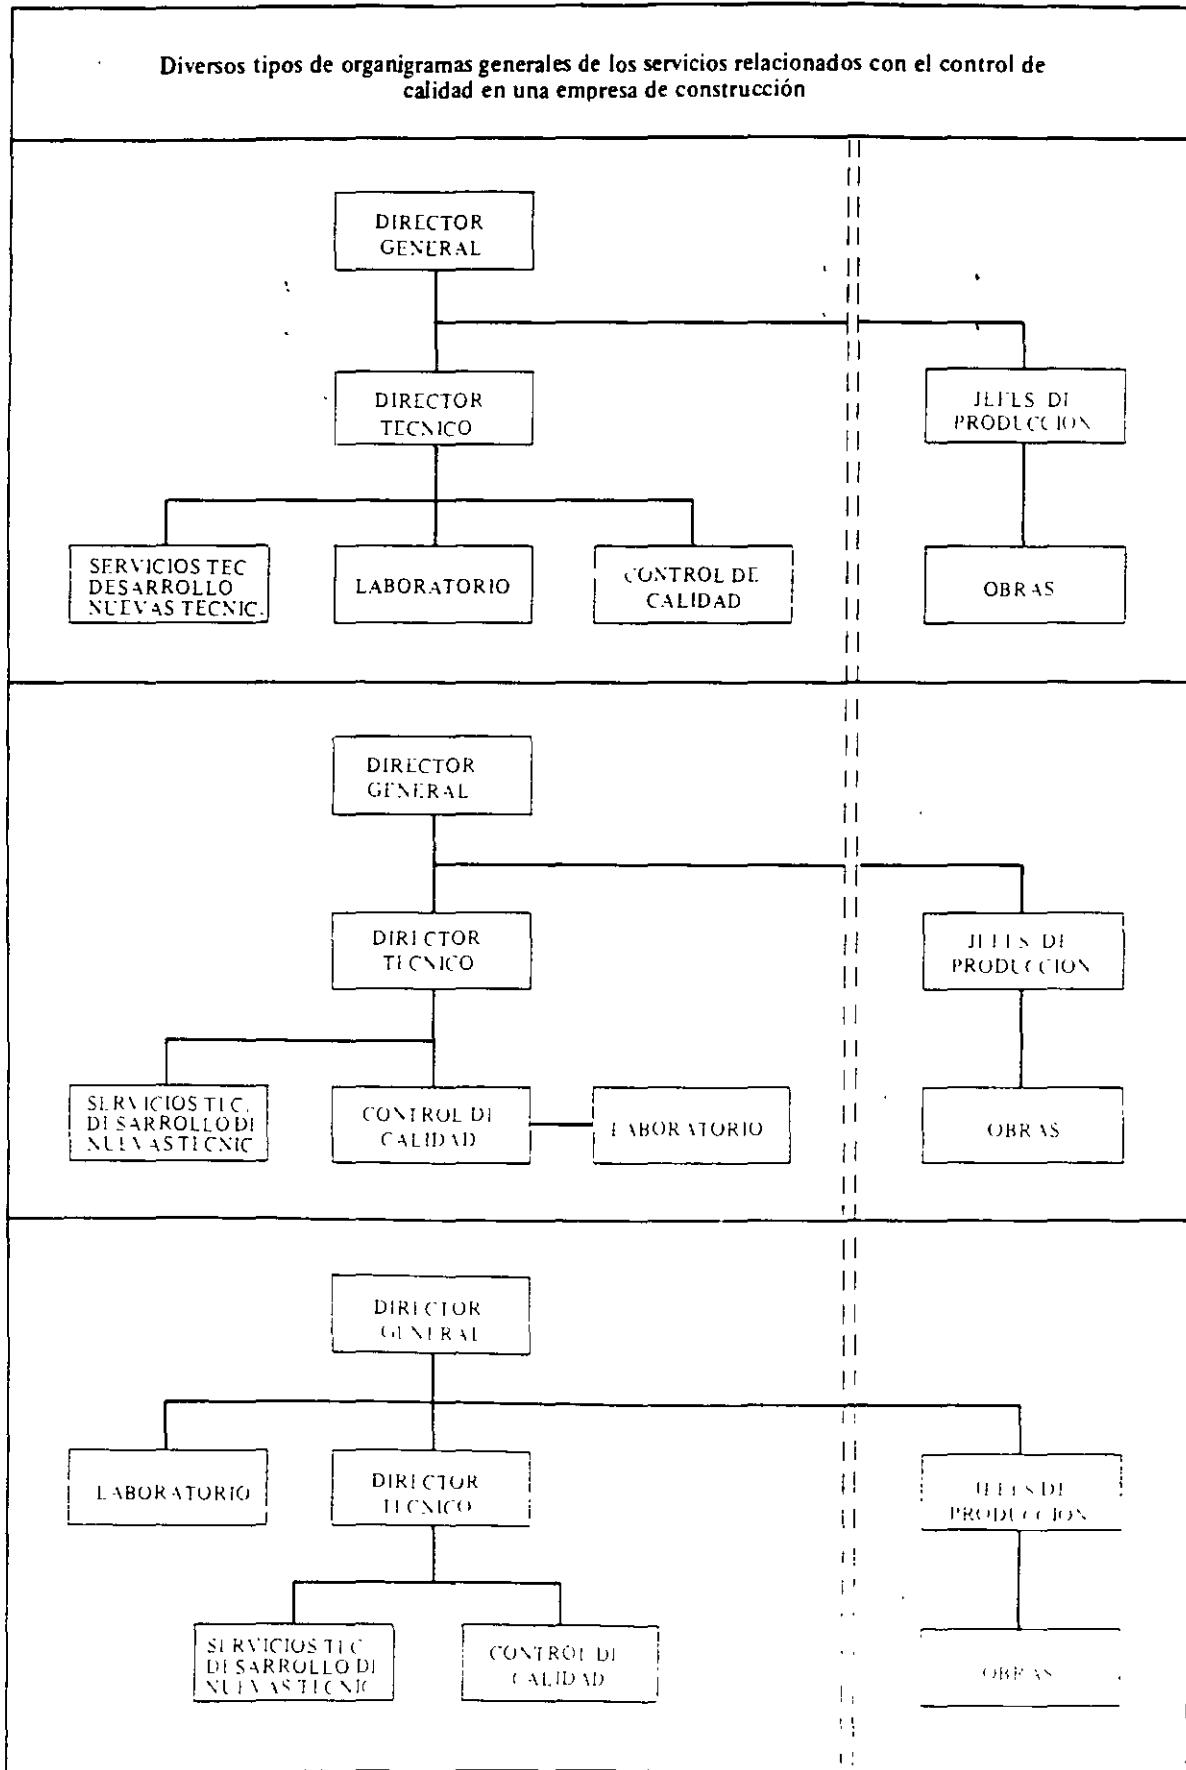 Diversos tipos de organigramas generales de los servicios relacionados con el control de
calidad en una empresa de construcción
DIRECTOR
GENERAL
DIRECTOR
TECNICO
JEFES DE
PRODUCCION
SERVICIOS TEC
DESARROLLO
NUEVAS TECNIC.
LABORATORIO
CONTROL DE
CALIDAD
OBRAS
DIRECTOR
GENERAL
DIRECTOR
TECNICO
JEFES DE
PRODUCCION
SERVICIOS TEC.
DESARROLLO DE
NUEVAS TECNIC
CONTROL DE
CALIDAD
LABORATORIO
OBRAS
DIRECTOR
GENERAL
LABORATORIO
DIRECTOR
TECNICO
JEFES DE
PRODUCCION
SERVICIOS TEC
DESARROLLO DE
NUEVAS TECNIC
CONTROL DE
CALIDAD
OBRAS